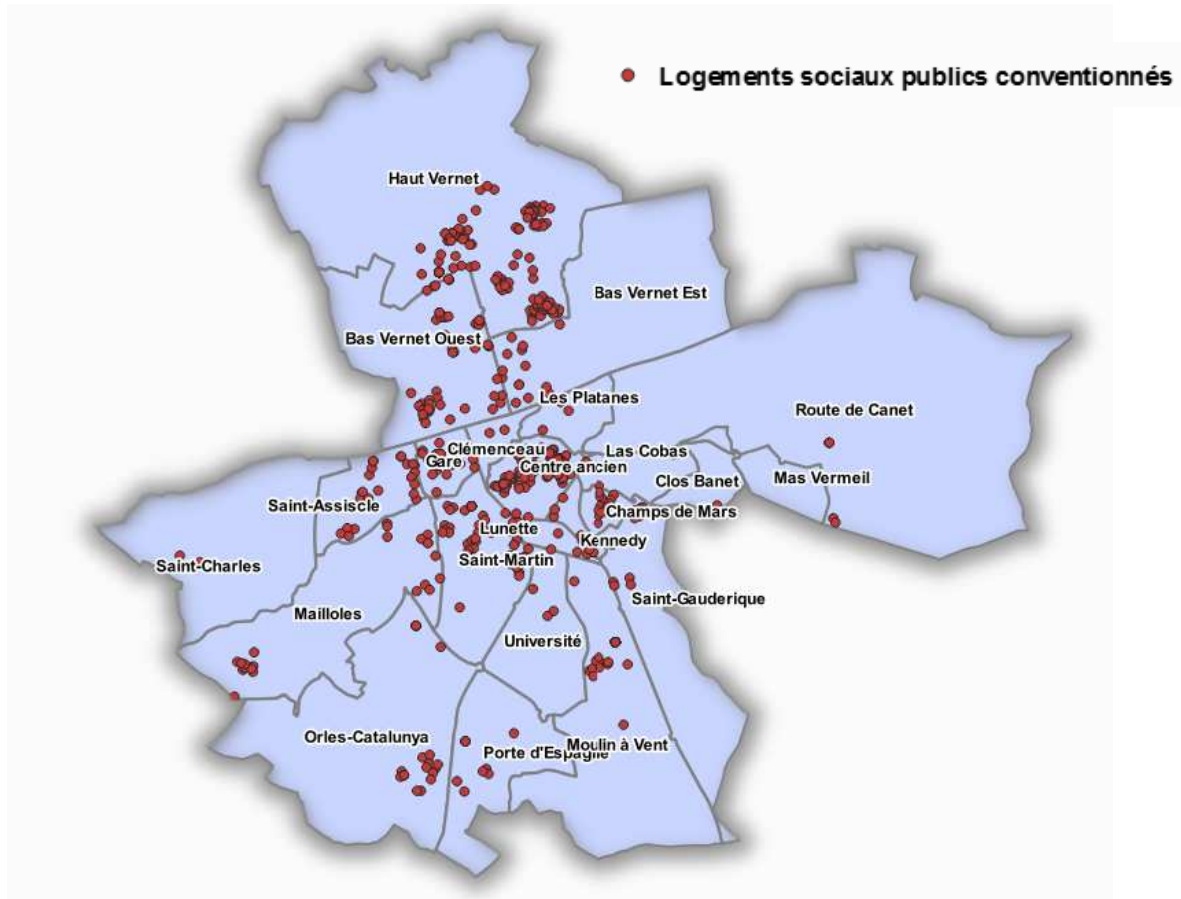 Logements sociaux publics conventionnés
Haut Vernet
Bas Vernet Est
Bas Vernet Ouest
Les Platanes
Route de Canet
Clémenceau
Las Cobas
Gare
Centre ancien
Clos Banet
Mas Vermeil
Saint-Assiscle
Champs de Mars
Lunette
Kennedy
Saint-Martin
Saint-Charles
Saint-Gauderique
Mailloles
Université
Orles-Catalunya
Porte d'Espagne
Moulin à Vent